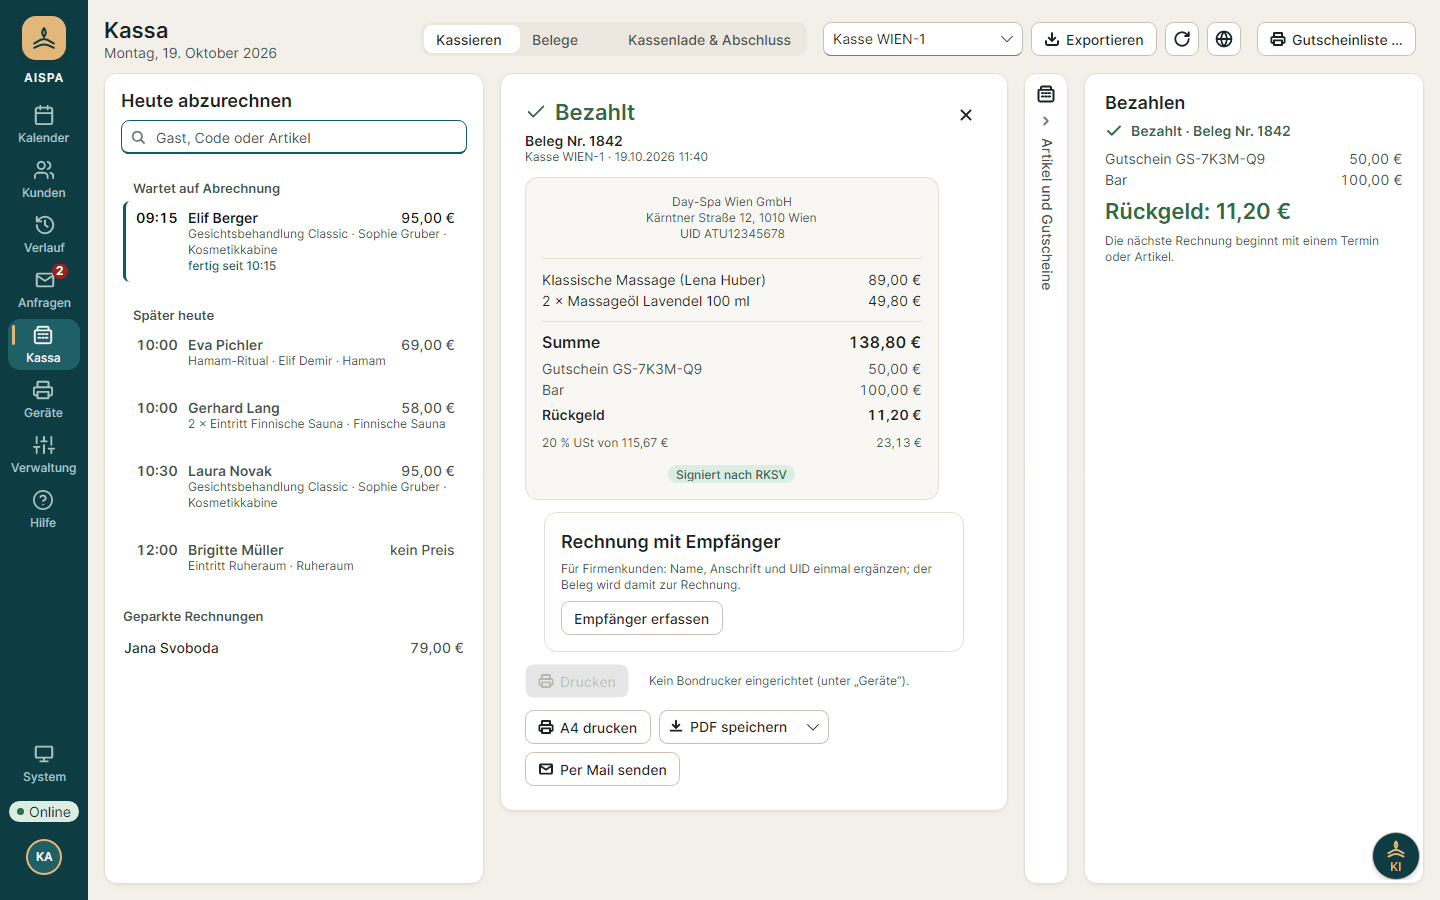 AISPA
Kalender
Kunden
Verlauf
2
Anfragen
Kassa
Geräte
Verwaltung
Hilfe
System
Online
KA
Kassa
Montag, 19. Oktober 2026
Kassieren
Belege
Kassenlade & Abschluss
Kasse WIEN-1
Exportieren
Gutscheinliste ...
Heute abzurechnen
Gast, Code oder Artikel
Wartet auf Abrechnung
09:15 Elif Berger 95,00 €
Gesichtsbehandlung Classic · Sophie Gruber ·
Kosmetikkabine
fertig seit 10:15
Später heute
10:00 Eva Pichler 69,00 €
Hamam-Ritual · Elif Demir · Hamam
10:00 Gerhard Lang 58,00 €
2 × Eintritt Finnische Sauna · Finnische Sauna
10:30 Laura Novak 95,00 €
Gesichtsbehandlung Classic · Sophie Gruber ·
Kosmetikkabine
12:00 Brigitte Müller kein Preis
Eintritt Ruheraum · Ruheraum
Geparkte Rechnungen
Jana Svoboda 79,00 €
Bezahlt
Beleg Nr. 1842
Kasse WIEN-1 · 19.10.2026 11:40
Day-Spa Wien GmbH
Kärntner Straße 12, 1010 Wien
UID ATU12345678
Klassische Massage (Lena Huber) 89,00 €
2 × Massageöl Lavendel 100 ml 49,80 €
Summe 138,80 €
Gutschein GS-7K3M-Q9 50,00 €
Bar 100,00 €
Rückgeld 11,20 €
20 % USt von 115,67 € 23,13 €
Signiert nach RKSV
Rechnung mit Empfänger
Für Firmenkunden: Name, Anschrift und UID einmal ergänzen; der
Beleg wird damit zur Rechnung.
Empfänger erfassen
Drucken
Kein Bondrucker eingerichtet (unter „Geräte“).
A4 drucken
PDF speichern
Per Mail senden
Artikel und Gutscheine
Bezahlen
Bezahlt · Beleg Nr. 1842
Gutschein GS-7K3M-Q9 50,00 €
Bar 100,00 €
Rückgeld: 11,20 €
Die nächste Rechnung beginnt mit einem Termin
oder Artikel.
KI